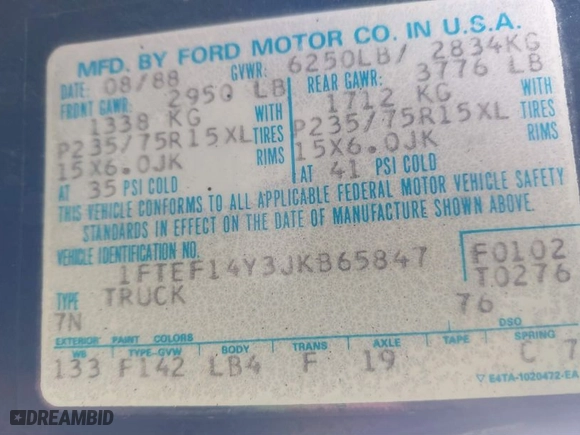 MFD. BY FORD MOTOR CO. IN U.S.A.
DATE: 08/88 GVWR: 6250LB/ 2834KG
FRONT GAWR: 2950 LB REAR GAWR: 3776 LB
1338 KG WITH 1712 KG WITH
P235/75R15XL TIRES P235/75R15XL TIRES
15X6.0JK RIMS 15X6.0JK RIMS
AT 35 PSI COLD AT 41 PSI COLD
THIS VEHICLE CONFORMS TO ALL APPLICABLE FEDERAL MOTOR VEHICLE SAFETY
STANDARDS IN EFFECT ON THE DATE OF MANUFACTURE SHOWN ABOVE.
VEHICLE IDENTIFICATION NO. F0102
1FTEF14Y3JKB65847 T0276
TYPE TRUCK 76
7N DSO
EXTERIOR PAINT COLORS
WB TYPE-GVW BODY TRANS AXLE TAPE SPRING
133 F142 LB4 F 19 C 7
▽ E4TA-1020472-EA
DREAMBID